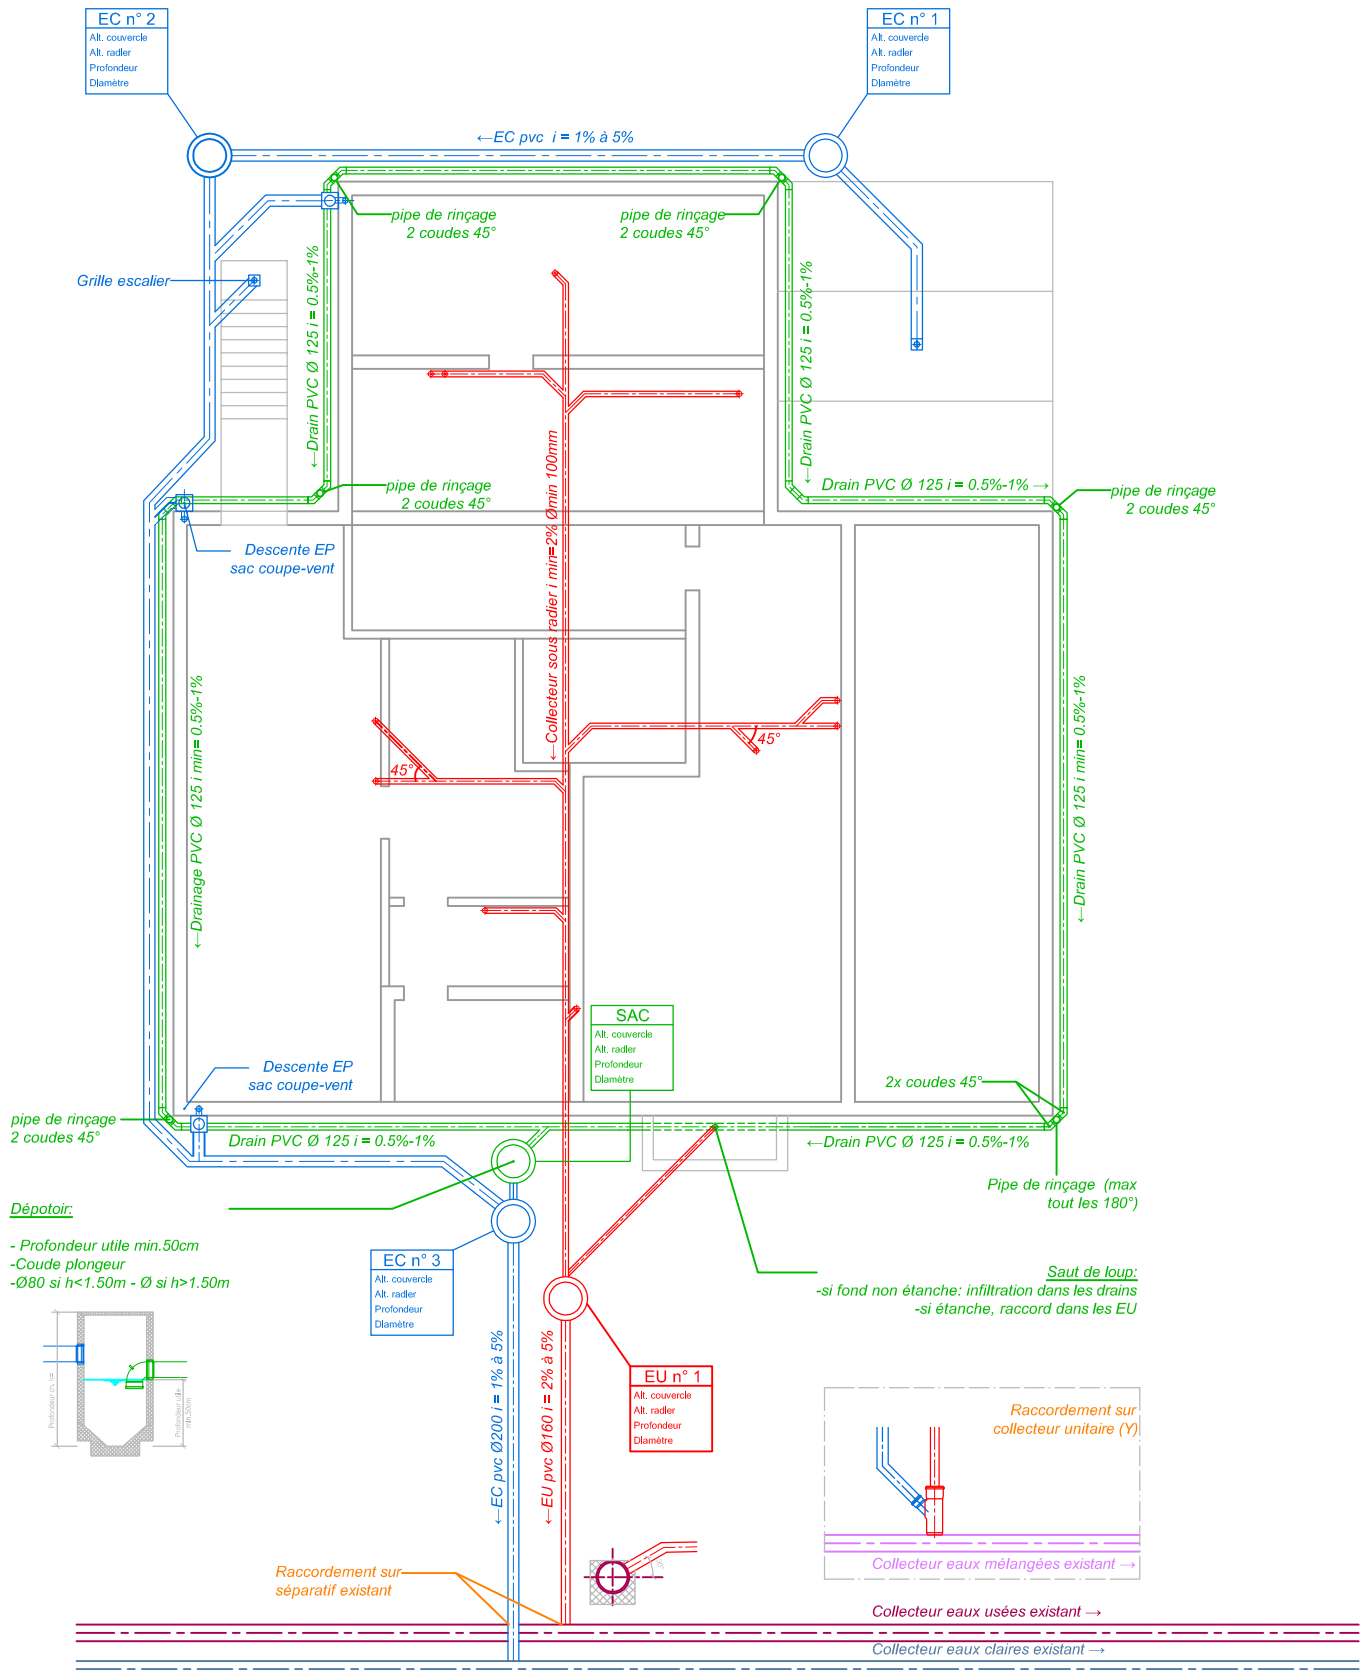 EC n° 2
Alt. couvercle
Alt. radier
Profondeur
Diamètre
EC n° 1
Alt. couvercle
Alt. radier
Profondeur
Diamètre
←EC pvc i = 1% à 5%
pipe de rinçage
2 coudes 45°
pipe de rinçage
2 coudes 45°
Grille escalier
←Drain PVC Ø 125 i = 0.5%-1%
←Drain PVC Ø 125 i = 0.5%-1%
pipe de rinçage
2 coudes 45°
Drain PVC Ø 125 i = 0.5%-1% →
pipe de rinçage
2 coudes 45°
Descente EP
sac coupe-vent
←Collecteur sous radier i min=2% Ømin 100mm
←Drainage PVC Ø 125 i min= 0.5%-1%
←Drain PVC Ø 125 i min= 0.5%-1%
45°
45°
SAC
Alt. couvercle
Alt. radier
Profondeur
Diamètre
Descente EP
sac coupe-vent
2x coudes 45°
pipe de rinçage
2 coudes 45°
Drain PVC Ø 125 i = 0.5%-1%
←Drain PVC Ø 125 i = 0.5%-1%
Pipe de rinçage (max
tout les 180°)
Dépotoir:
- Profondeur utile min.50cm
-Coude plongeur
-Ø80 si h<1.50m - Ø si h>1.50m
EC n° 3
Alt. couvercle
Alt. radier
Profondeur
Diamètre
Saut de loup:
-si fond non étanche: infiltration dans les drains
-si étanche, raccord dans les EU
EU n° 1
Alt. couvercle
Alt. radier
Profondeur
Diamètre
Profondeur utile
min.50cm
←EC pvc Ø200 i = 1% à 5%
←EU pvc Ø160 i = 2% à 5%
Raccordement sur
collecteur unitaire (Y)
Collecteur eaux mélangées existant →
Raccordement sur
séparatif existant
Collecteur eaux usées existant →
Collecteur eaux claires existant →